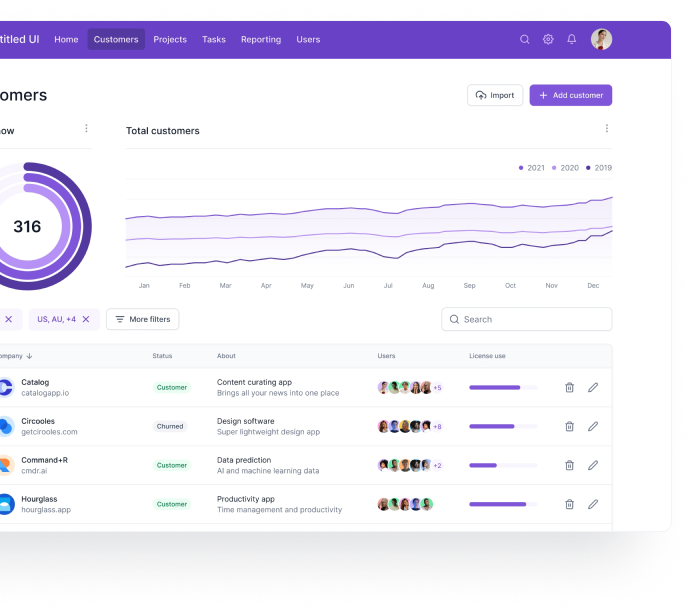 titled UI Home Customers Projects Tasks Reporting Users
omers
Import
Add customer
now
Total customers
2021 2020 2019
316
Jan Feb Mar Apr May Jun Jul Aug Sep Oct Nov Dec
US, AU, +4
More filters
Search
ompany Status About Users License use
Catalog
catalogapp.io
Customer
Content curating app
Brings all your news into one place
+5
Circooles
getcirooles.com
Churned
Design software
Super lightweight design app
+8
Command+R
cmdr.ai
Customer
Data prediction
AI and machine learning data
+2
Hourglass
hourglass.app
Customer
Productivity app
Time management and productivity